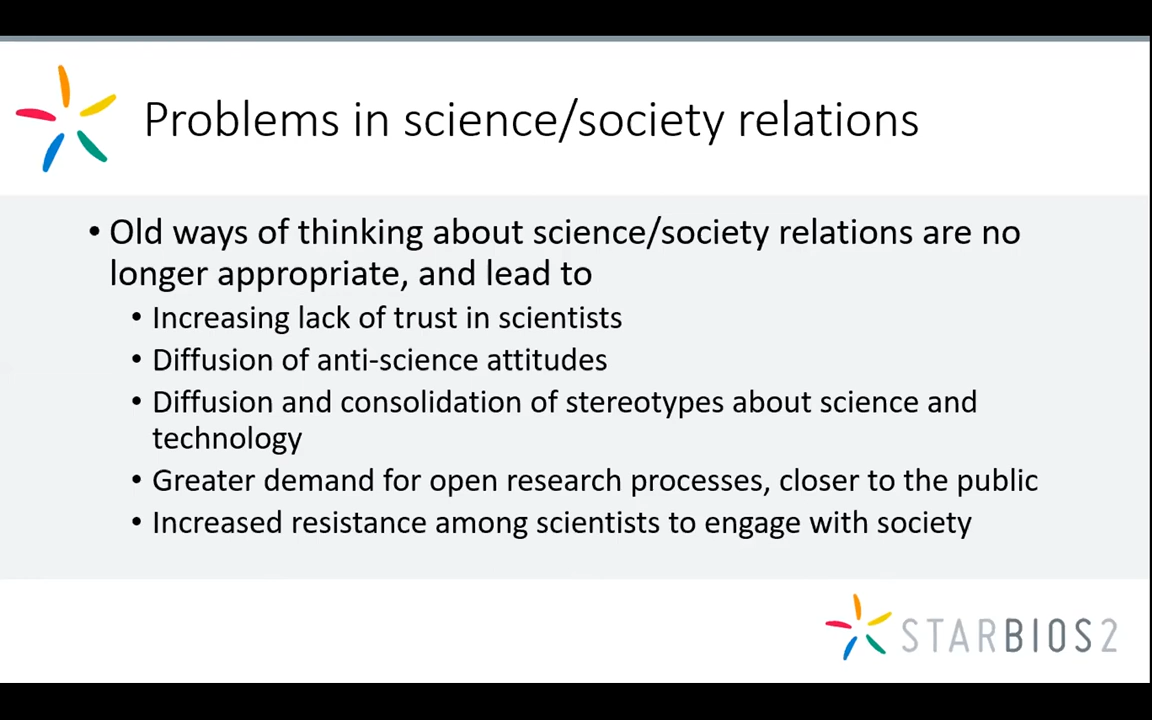 Problems in science/society relations
• Old ways of thinking about science/society relations are no
longer appropriate, and lead to
• Increasing lack of trust in scientists
• Diffusion of anti-science attitudes
• Diffusion and consolidation of stereotypes about science and
technology
• Greater demand for open research processes, closer to the public
• Increased resistance among scientists to engage with society
STARBIOS2